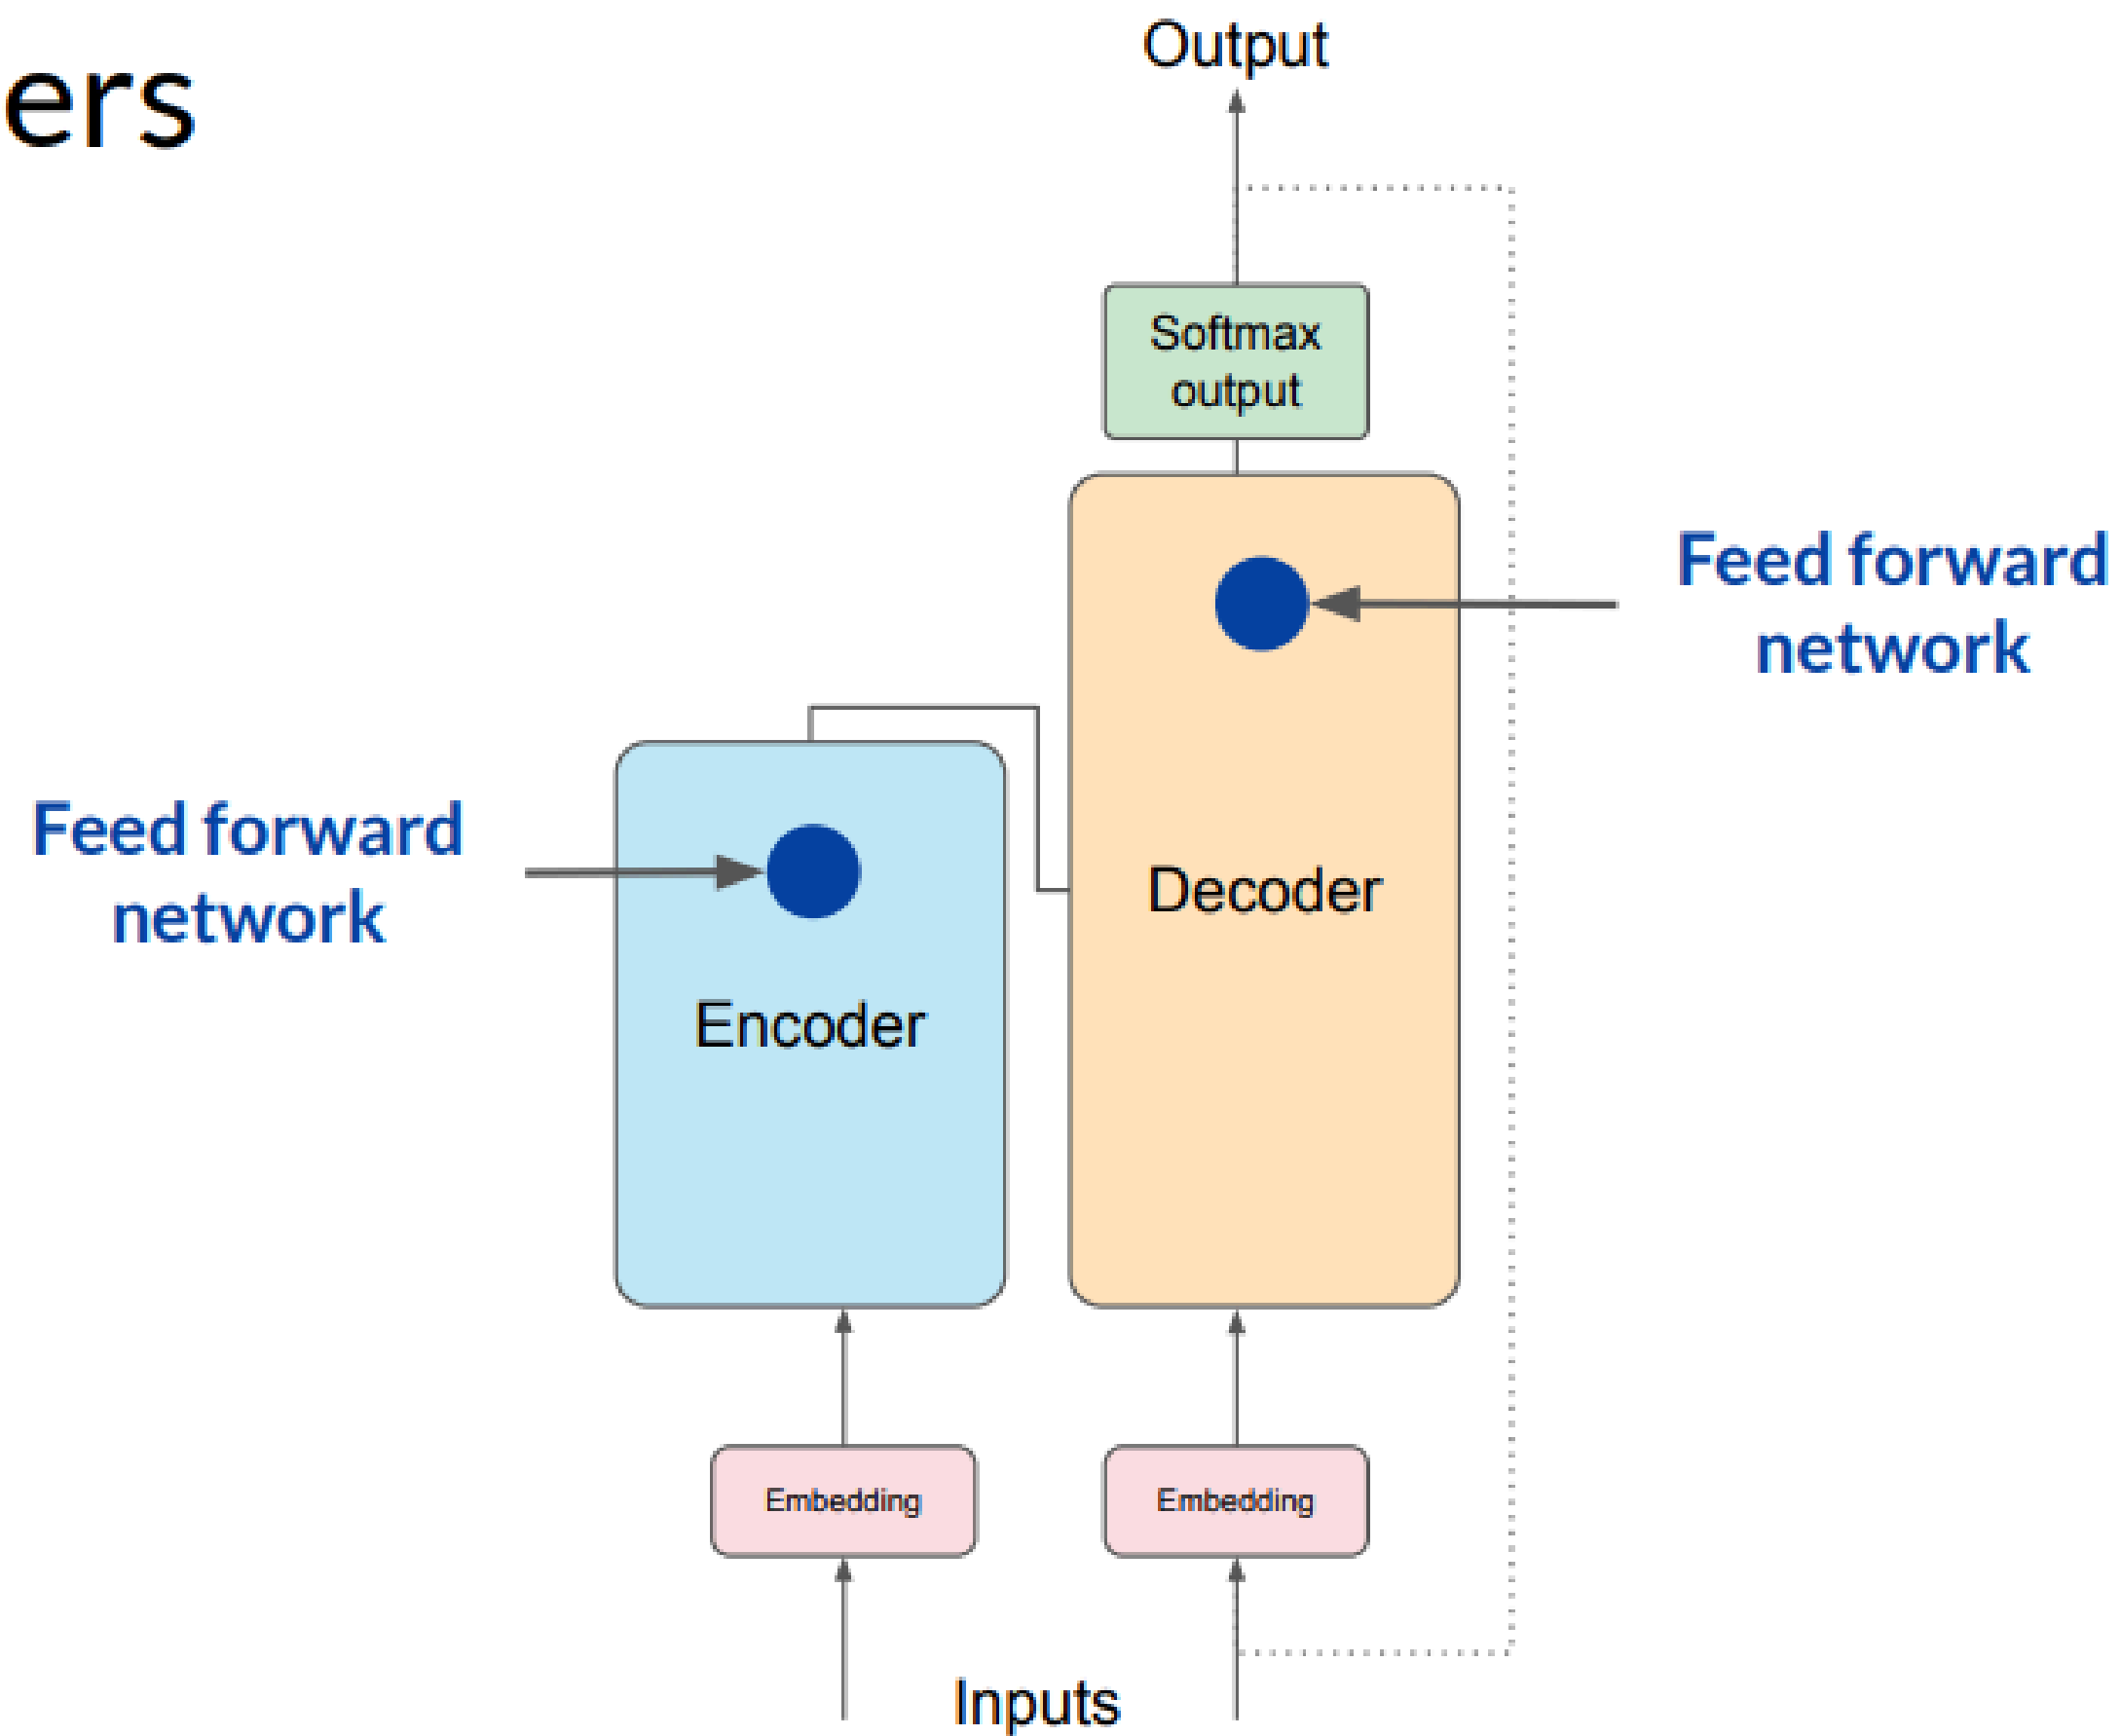 ers
Output
Softmax
output
Feed forward
network
Feed forward
network
Decoder
Encoder
Embedding
Embedding
Inputs